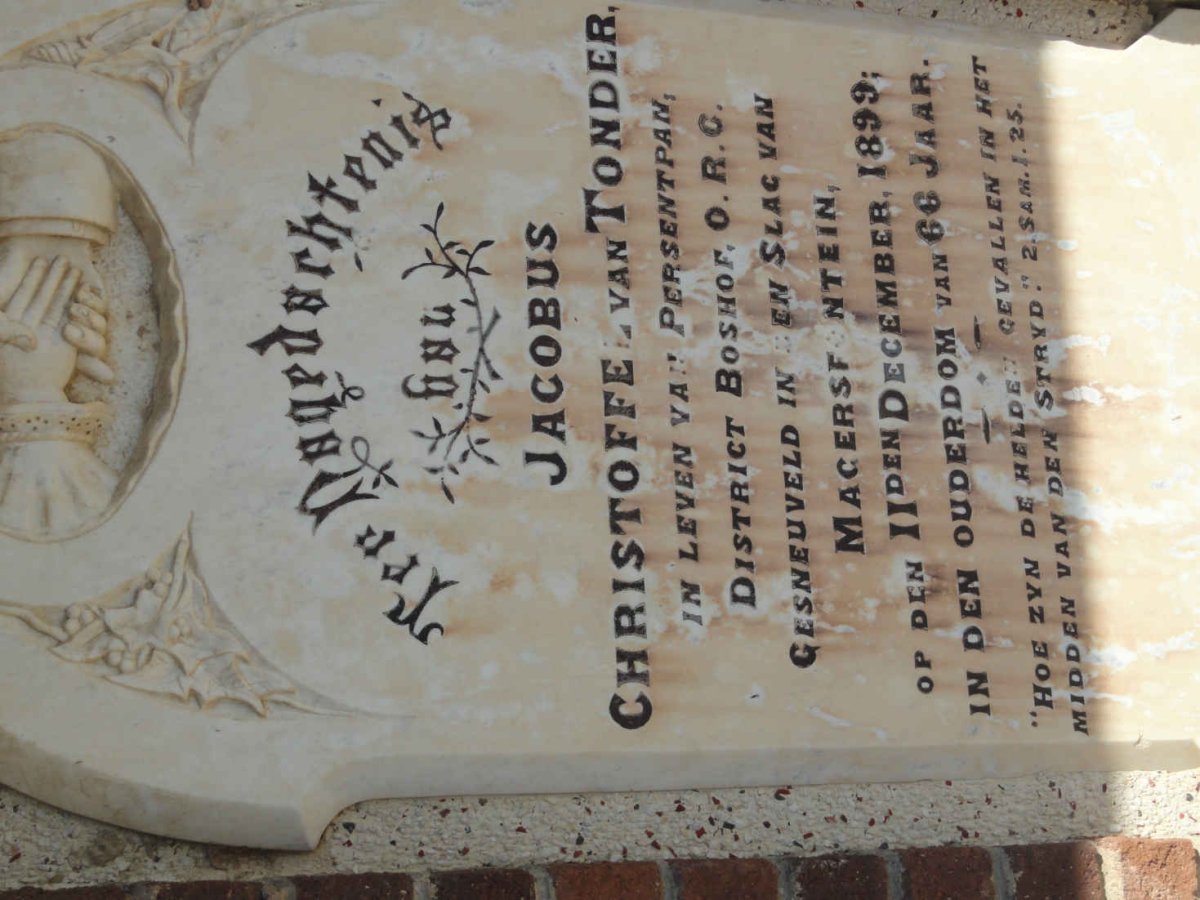 Ter Nagedachtenis
van
JACOBUS
CHRISTOFFEL VAN TONDER,
IN LEVEN VAN PERSENTPAN,
DISTRICT BOSHOF, O.R.C.
GESNEUVELD IN DEN SLAG VAN
MAGERSFONTEIN,
OP DEN 11DEN DECEMBER, 1899;
IN DEN OUDERDOM VAN 66 JAAR.
"HOE ZYN DE HELDEN GEVALLEN IN HET
MIDDEN VAN DEN STRYD." 2.SAM.1.25.